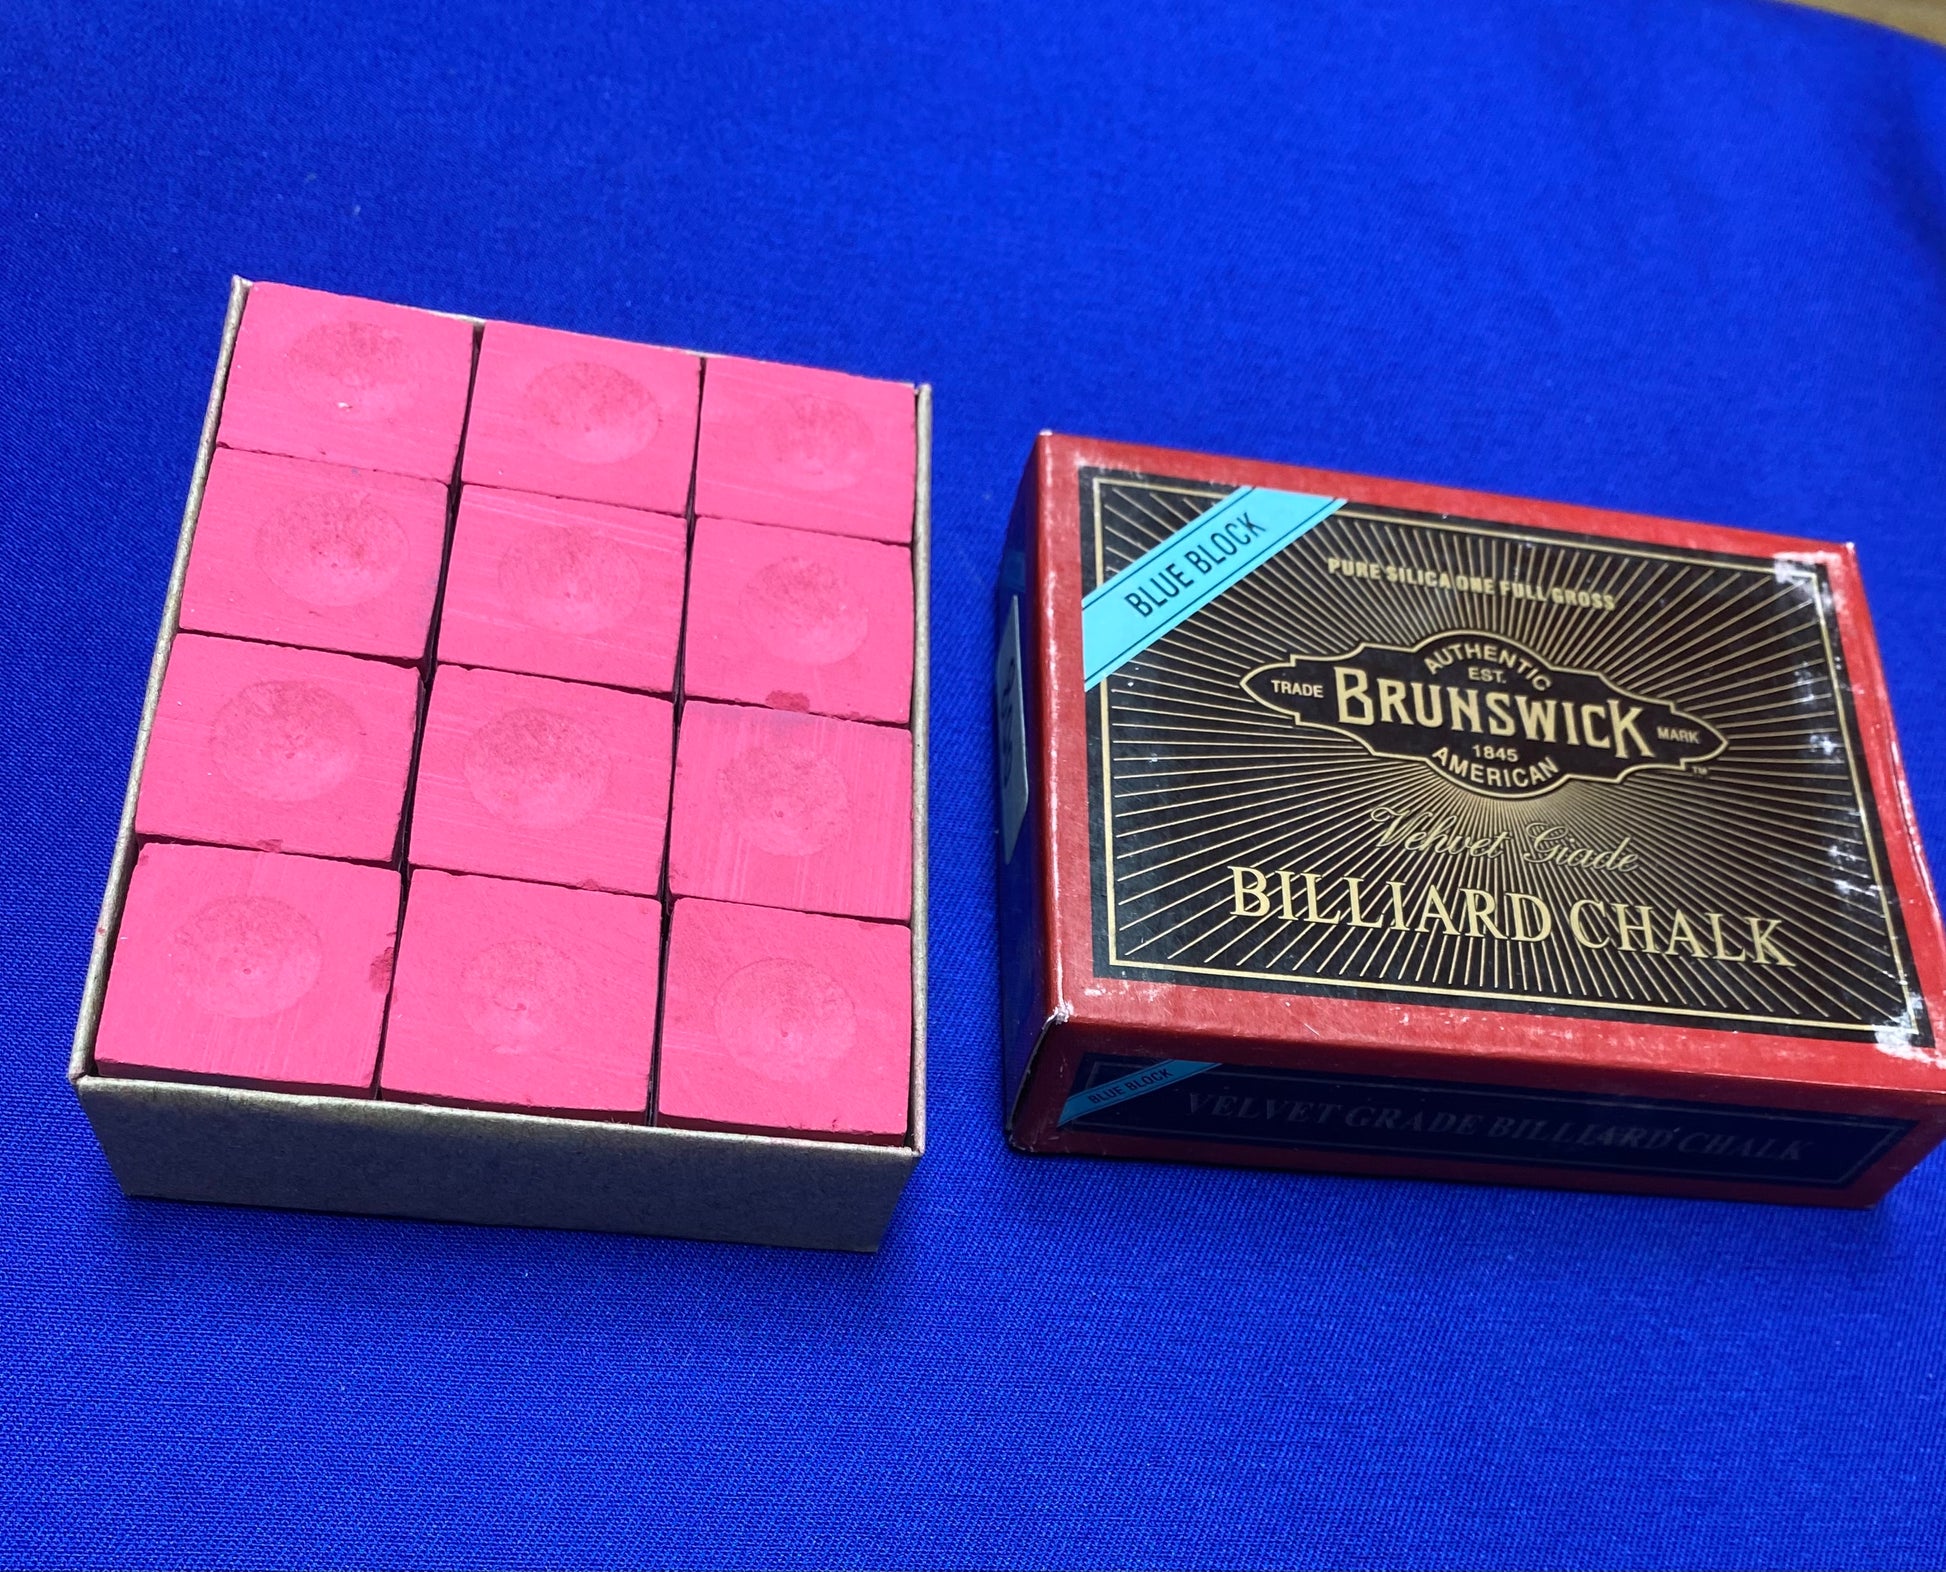 BLUE BLOCK
PURE SILICA ONE FULL GROSS
AUTHENTIC
EST.
TRADE BRUNSWICK MARK
1845
AMERICAN
TM
Velvet Grade
BILLIARD CHALK
BLUE BLOCK
VELVET GRADE BILLIARD CHALK